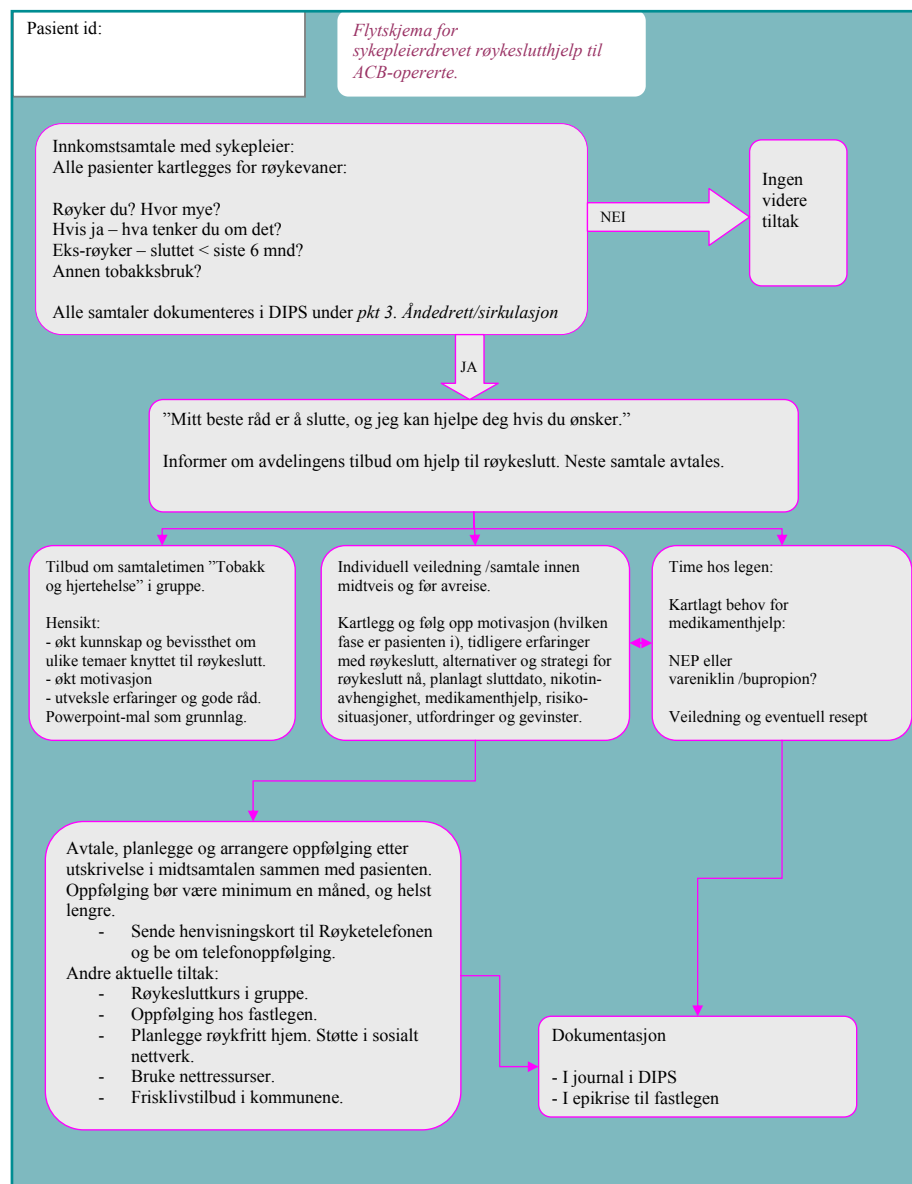 Pasient id:
Flytskjema for
sykepleierdrevet røykeslutthjelp til
ACB-opererte.
Innkomstsamtale med sykepleier:
Alle pasienter kartlegges for røykevaner:
Røyker du? Hvor mye?
Hvis ja – hva tenker du om det?
Eks-røyker – sluttet < siste 6 mnd?
Annen tobakksbruk?
Alle samtaler dokumenteres i DIPS under pkt 3. Åndedrett/sirkulasjon
NEI
Ingen
videre
tiltak
JA
”Mitt beste råd er å slutte, og jeg kan hjelpe deg hvis du ønsker.”
Informer om avdelingens tilbud om hjelp til røykeslutt. Neste samtale avtales.
Tilbud om samtaletimen ”Tobakk
og hjertehelse” i gruppe.
Hensikt:
- økt kunnskap og bevissthet om
ulike temaer knyttet til røykeslutt.
- økt motivasjon
- utveksle erfaringer og gode råd.
Powerpoint-mal som grunnlag.
Individuell veiledning /samtale innen
midtveis og før avreise.
Kartlegg og følg opp motivasjon (hvilken
fase er pasienten i), tidligere erfaringer
med røykeslutt, alternativer og strategi for
røykeslutt nå, planlagt sluttdato, nikotin-
avhengighet, medikamenthjelp, risiko-
situasjoner, utfordringer og gevinster.
Time hos legen:
Kartlagt behov for
medikamenthjelp:
NEP eller
vareniklin /bupropion?
Veiledning og eventuell resept
Avtale, planlegge og arrangere oppfølging etter
utskrivelse i midtsamtalen sammen med pasienten.
Oppfølging bør være minimum en måned, og helst
lengre.
- Sende henvisningskort til Røyketelefonen
og be om telefonoppfølging.
Andre aktuelle tiltak:
- Røykesluttkurs i gruppe.
- Oppfølging hos fastlegen.
- Planlegge røykfritt hjem. Støtte i sosialt
nettverk.
- Bruke nettressurser.
- Frisklivstilbud i kommunene.
Dokumentasjon
- I journal i DIPS
- I epikrise til fastlegen